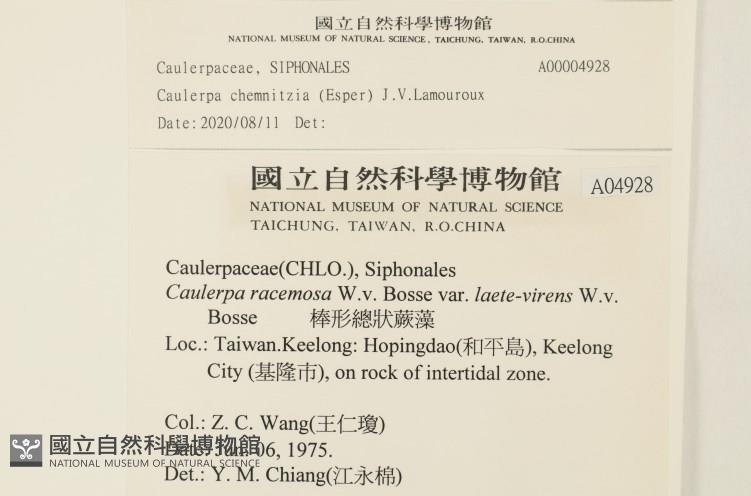 國立自然科學博物館
NATIONAL MUSEUM OF NATURAL SCIENCE, TAICHUNG, TAIWAN, R.O.CHINA
Caulerpaceae, SIPHONALES A00004928
Caulerpa chemnitzia (Esper) J.V.Lamouroux
Date:2020/08/11 Det:
國立自然科學博物館 A04928
NATIONAL MUSEUM OF NATURAL SCIENCE
TAICHUNG, TAIWAN, R.O.CHINA
Caulerpaceae(CHLO.), Siphonales
Caulerpa racemosa W.v. Bosse var. laete-virens W.v.
Bosse 棒形總狀蕨藻
Loc.: Taiwan.Keelong: Hopingdao(和平島), Keelong
City (基隆市), on rock of intertidal zone.
Col.: Z. C. Wang(王仁瓊)
06, 1975.
Det.: Y. M. Chiang(江永棉)
國立自然科學博物館
NATIONAL MUSEUM OF NATURAL SCIENCE